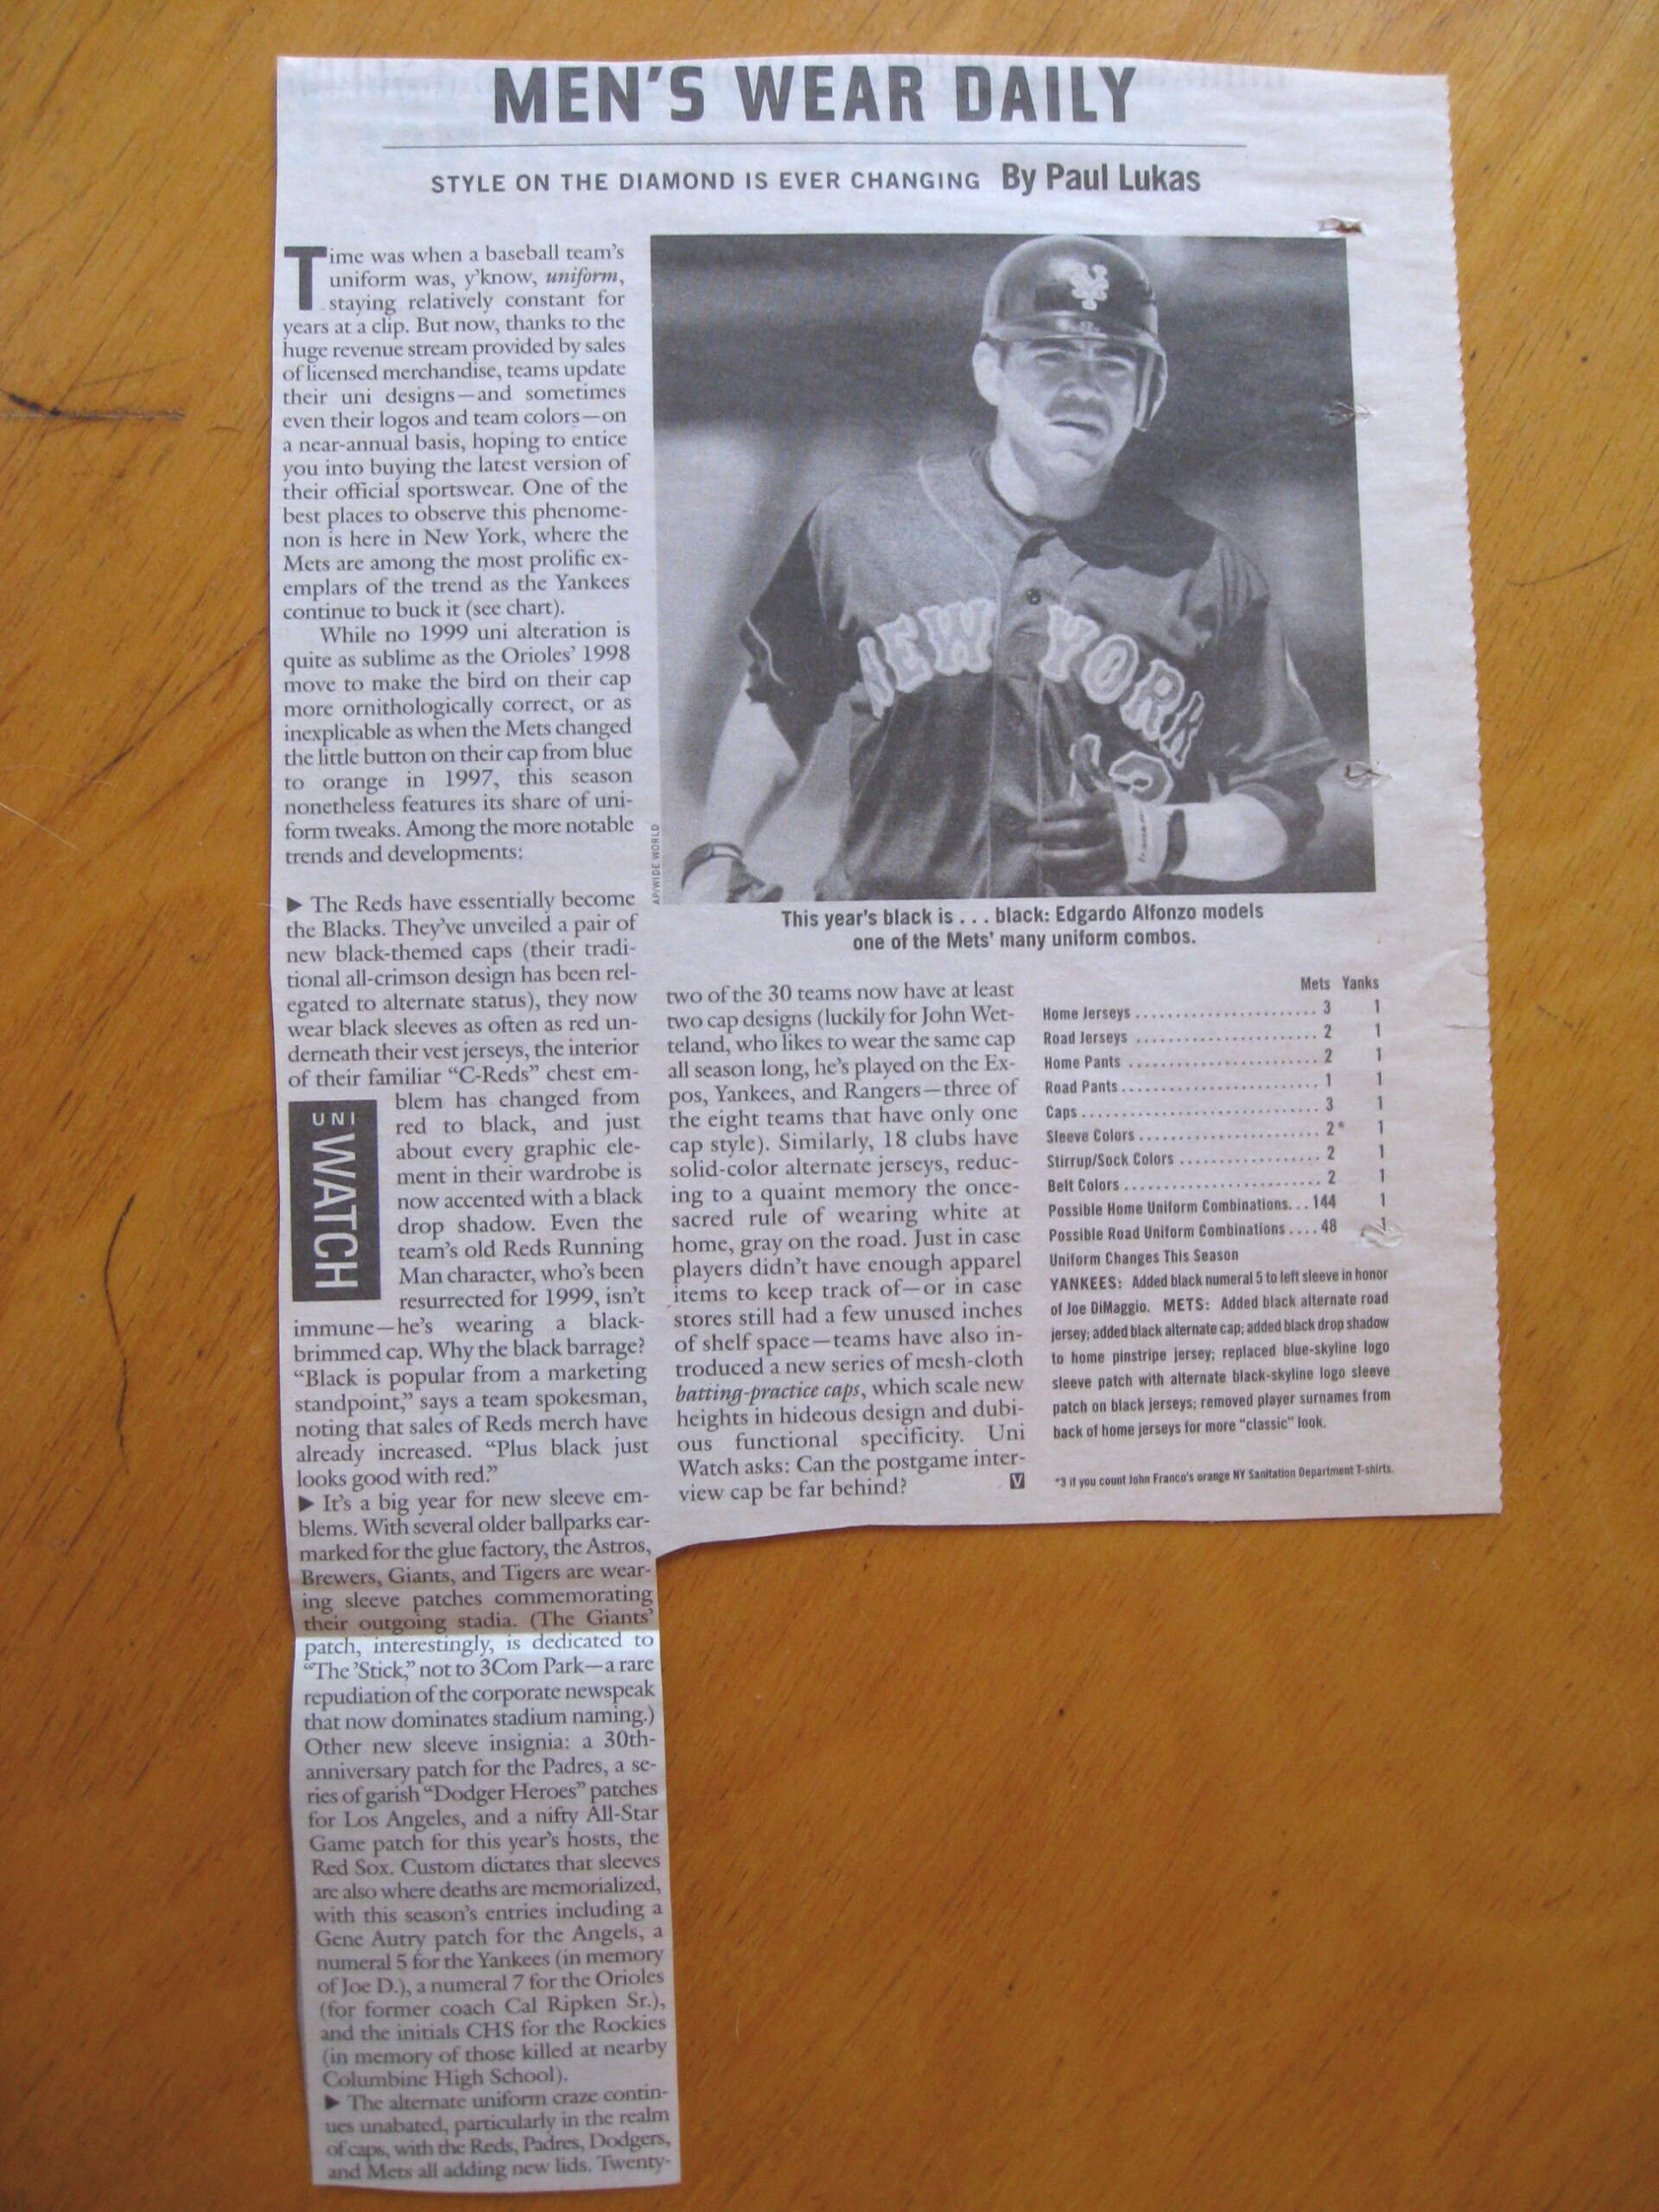 MEN'S WEAR DAILY
STYLE ON THE DIAMOND IS EVER CHANGING By Paul Lukas
Time was when a baseball team's
uniform was, y'know, uniform,
staying relatively constant for
years at a clip. But now, thanks to the
huge revenue stream provided by sales
of licensed merchandise, teams update
their uni designs—and sometimes
even their logos and team colors—on
a near-annual basis, hoping to entice
you into buying the latest version of
their official sportswear. One of the
best places to observe this phenome-
non is here in New York, where the
Mets are among the most prolific ex-
emplars of the trend as the Yankees
continue to buck it (see chart).
While no 1999 uni alteration is
quite as sublime as the Orioles' 1998
move to make the bird on their cap
more ornithologically correct, or as
inexplicable as when the Mets changed
the little button on their cap from blue
to orange in 1997, this season
nonetheless features its share of uni-
form tweaks. Among the more notable
trends and developments:
▶ The Reds have essentially become
the Blacks. They've unveiled a pair of
new black-themed caps (their tradi-
tional all-crimson design has been rel-
egated to alternate status), they now
wear black sleeves as often as red un-
derneath their vest jerseys, the interior
of their familiar "C-Reds" chest em-
blem has changed from
red to black, and just
about every graphic ele-
ment in their wardrobe is
now accented with a black
drop shadow. Even the
team's old Reds Running
Man character, who's been
resurrected for 1999, isn't
immune—he's wearing a black-
brimmed cap. Why the black barrage?
"Black is popular from a marketing
standpoint," says a team spokesman,
noting that sales of Reds merch have
already increased. "Plus black just
looks good with red."
▶ It's a big year for new sleeve em-
blems. With several older ballparks ear-
marked for the glue factory, the Astros,
Brewers, Giants, and Tigers are wear-
ing sleeve patches commemorating
their outgoing stadia. (The Giants'
patch, interestingly, is dedicated to
"The 'Stick," not to 3Com Park—a rare
repudiation of the corporate newspeak
that now dominates stadium naming.)
Other new sleeve insignia: a 30th-
anniversary patch for the Padres, a se-
ries of garish "Dodger Heroes" patches
for Los Angeles, and a nifty All-Star
Game patch for this year's hosts, the
Red Sox. Custom dictates that sleeves
are also where deaths are memorialized,
with this season's entries including a
Gene Autry patch for the Angels, a
numeral 5 for the Yankees (in memory
of Joe D.), a numeral 7 for the Orioles
(for former coach Cal Ripken Sr.),
and the initials CHS for the Rockies
(in memory of those killed at nearby
Columbine High School).
▶ The alternate uniform craze contin-
ues unabated, particularly in the realm
of caps, with the Reds, Padres, Dodgers,
and Mets all adding new lids. Twenty-
UNI
WATCH
NEW YORK
13
AP/WIDE WORLD
This year's black is . . . black: Edgardo Alfonzo models
one of the Mets' many uniform combos.
two of the 30 teams now have at least
two cap designs (luckily for John Wet-
teland, who likes to wear the same cap
all season long, he's played on the Ex-
pos, Yankees, and Rangers—three of
the eight teams that have only one
cap style). Similarly, 18 clubs have
solid-color alternate jerseys, reduc-
ing to a quaint memory the once-
sacred rule of wearing white at
home, gray on the road. Just in case
players didn't have enough apparel
items to keep track of—or in case
stores still had a few unused inches
of shelf space—teams have also in-
troduced a new series of mesh-cloth
batting-practice caps, which scale new
heights in hideous design and dubi-
ous functional specificity. Uni
Watch asks: Can the postgame inter-
view cap be far behind? V
Mets Yanks
Home Jerseys 3 1
Road Jerseys 2 1
Home Pants 2 1
Road Pants 1 1
Caps 3 1
Sleeve Colors 2* 1
Stirrup/Sock Colors 2 1
Belt Colors 2 1
Possible Home Uniform Combinations 144 1
Possible Road Uniform Combinations 48 1
Uniform Changes This Season
YANKEES: Added black numeral 5 to left sleeve in honor
of Joe DiMaggio. METS: Added black alternate road
jersey; added black alternate cap; added black drop shadow
to home pinstripe jersey; replaced blue-skyline logo
sleeve patch with alternate black-skyline logo sleeve
patch on black jerseys; removed player surnames from
back of home jerseys for more "classic" look.
*3 if you count John Franco's orange NY Sanitation Department T-shirts.